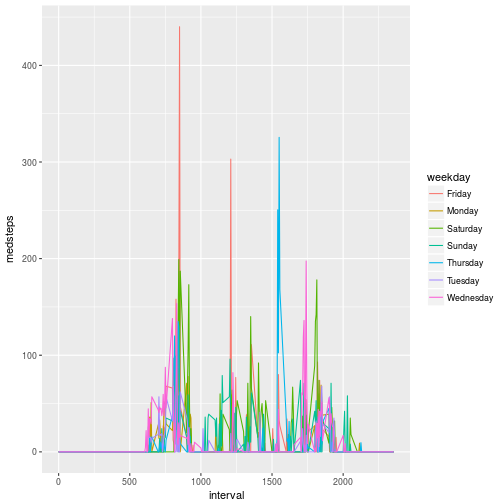 400
300
200
100
0
medsteps
0
500
1000
1500
2000
interval
weekday
Friday
Monday
Saturday
Sunday
Thursday
Tuesday
Wednesday